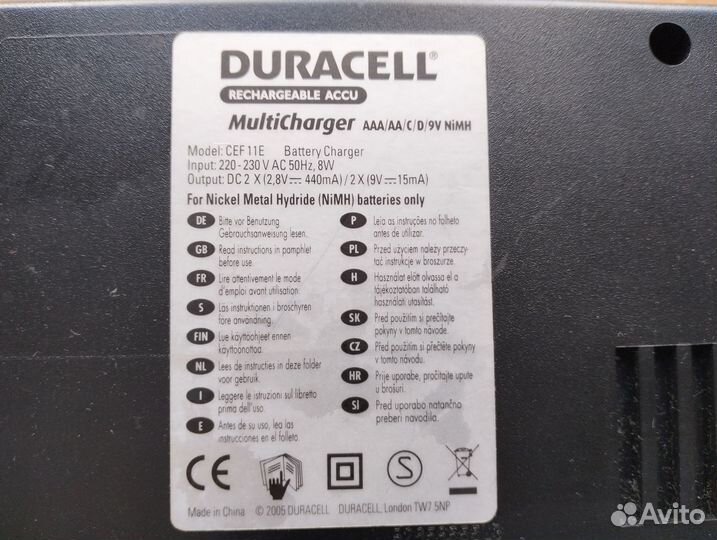 DURACELL®
RECHARGEABLE ACCU
MultiCharger AAA/AA/C/D/9V NiMH
Model: CEF 11E Battery Charger
Input: 220 - 230 V AC 50Hz, 8W
Output: DC 2 X (2,8V⎓ 440mA) / 2 X (9V⎓ 15mA)
For Nickel Metal Hydride (NiMH) batteries only
DE Bitte vor Benutzung
Gebrauchsanweisung lesen.
GB Read instructions in pamphlet
before use.
FR Lire attentivement le mode
d'emploi avant utilisation.
S Läs instruktionen i broschyren
före användning.
FIN Lue käyttöohjeet ennen
käyttöönottoa.
NL Lees de instructies in deze folder
voor gebruik.
I Leggere le istruzioni sul libretto
prima dell'uso.
E Antes de su uso, lea las
instrucciones en el folleto.
P Leia as instruções no folheto
antes de utilizar.
PL Przed uzyciem nalezy przeczy-
tać instrukcje w broszurze.
H Használat előtt olvassa el a
tájékoztatóban található
használati utasítást.
SK Pred použitím si prečítajte
pokyny v tomto návode.
CZ Před použitím si přečtěte pokyny
v tomto návodu.
HR Prije uporabe, pročitajte upute
u brošuri.
SI Pred uporabo natančno
preberi navodila.
CE
S
Made in China © 2005 DURACELL DURACELL, London TW7 5NP
Avito